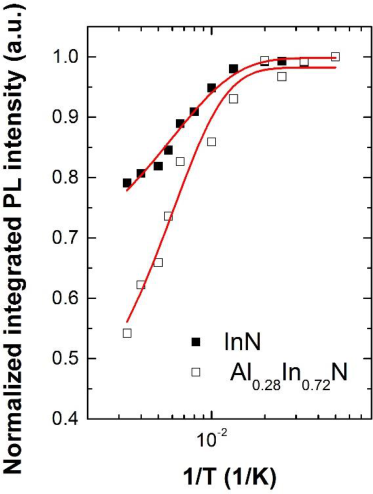 Normalized integrated PL intensity (a.u.)
1.0
0.9
0.8
0.7
0.6
0.5
0.4
InN
Al0.28In0.72N
10-2
1/T (1/K)